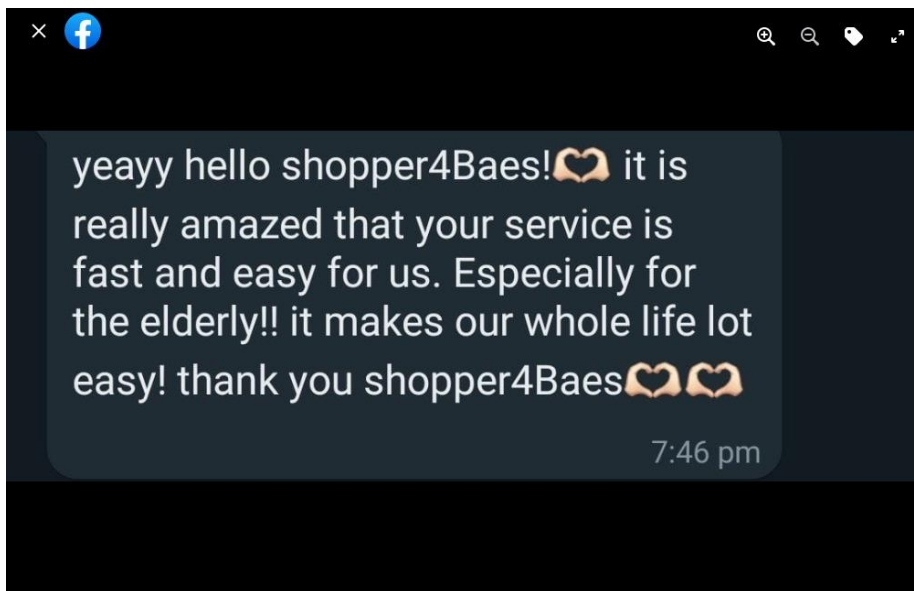 yeayy hello shopper4Baes!🫶🏻 it is
really amazed that your service is
fast and easy for us. Especially for
the elderly!! it makes our whole life lot
easy! thank you shopper4Baes🫶🏻🫶🏻
7:46 pm